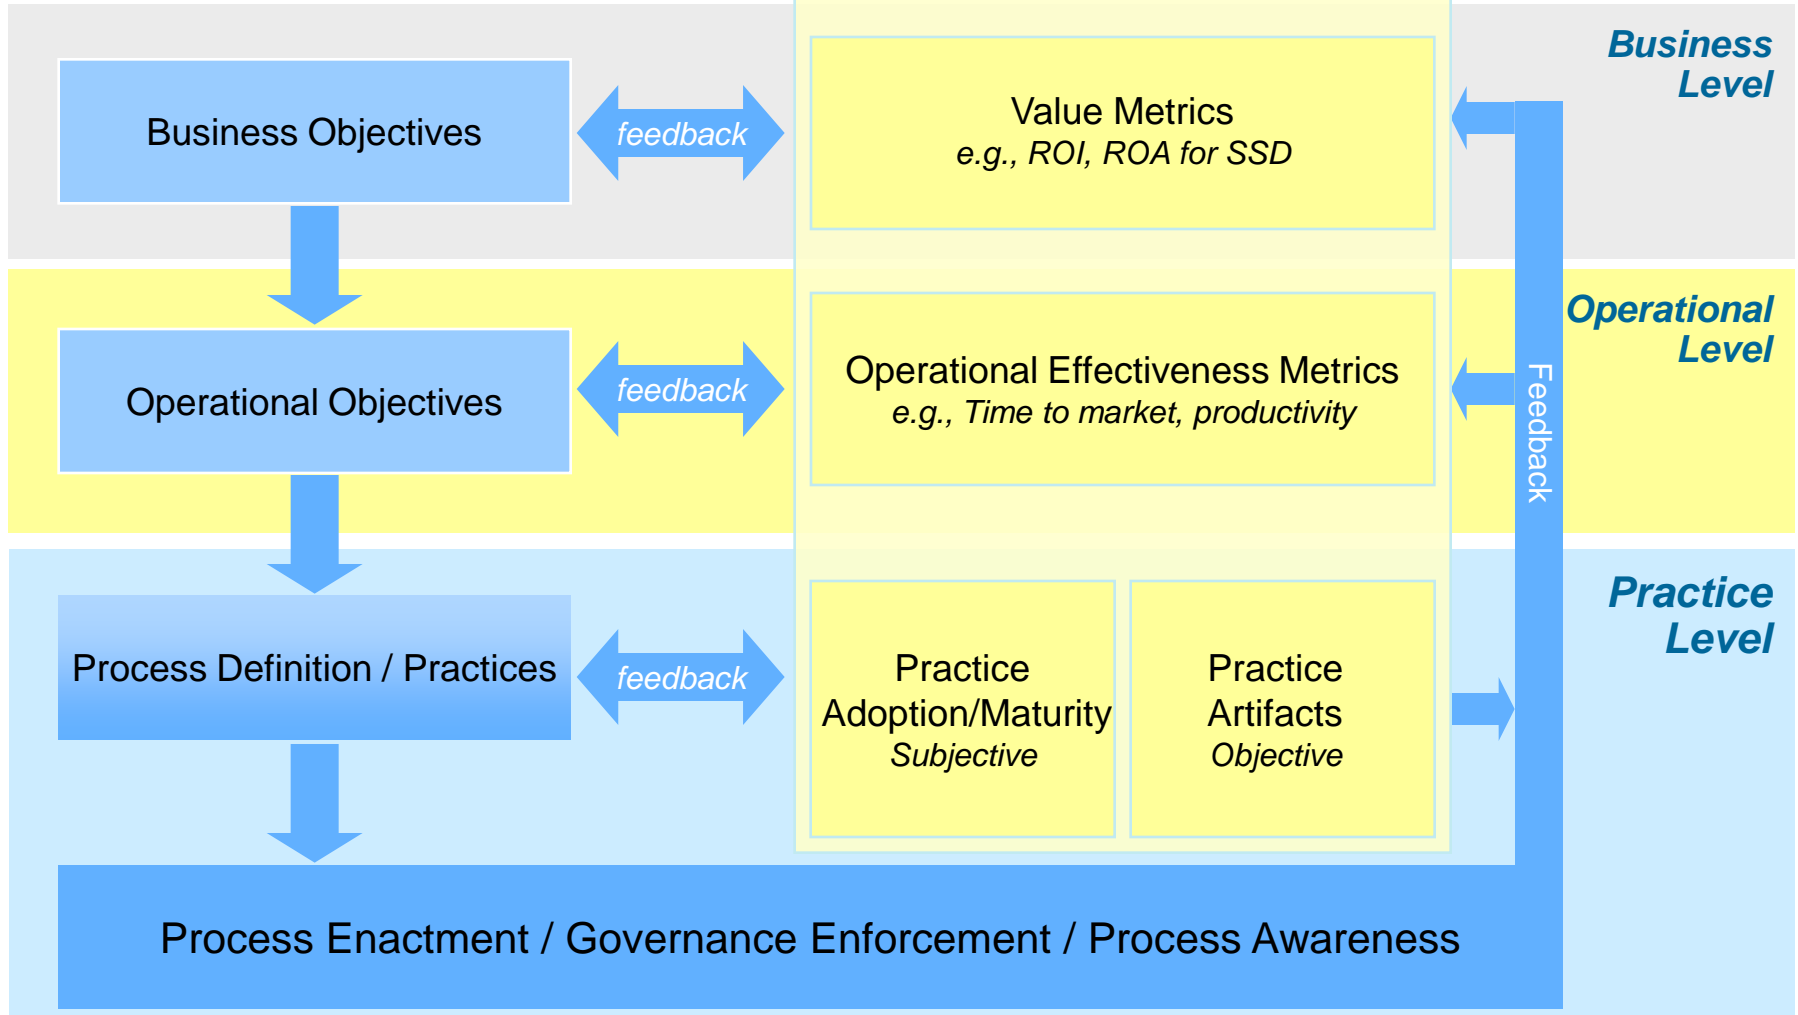 Business Objectives
feedback
Value Metrics
e.g., ROI, ROA for SSD
Business
Level
Operational Objectives
feedback
Operational Effectiveness Metrics
e.g., Time to market, productivity
Operational
Level
Feedback
Process Definition / Practices
feedback
Practice
Adoption/Maturity
Subjective
Practice
Artifacts
Objective
Practice
Level
Process Enactment / Governance Enforcement / Process Awareness